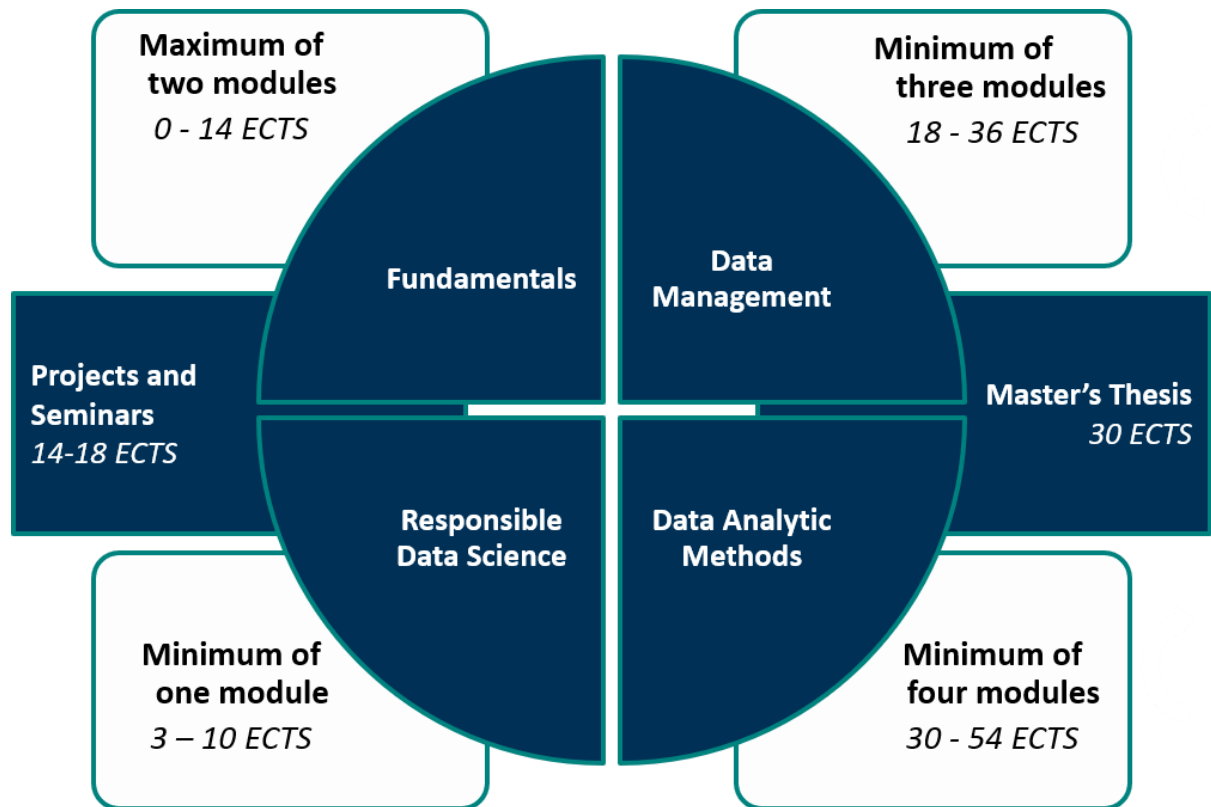 Maximum of
two modules
0 - 14 ECTS
Minimum of
three modules
18 - 36 ECTS
Fundamentals
Data
Management
Projects and
Seminars
14-18 ECTS
Master’s Thesis
30 ECTS
Responsible
Data Science
Data Analytic
Methods
Minimum of
one module
3 – 10 ECTS
Minimum of
four modules
30 - 54 ECTS